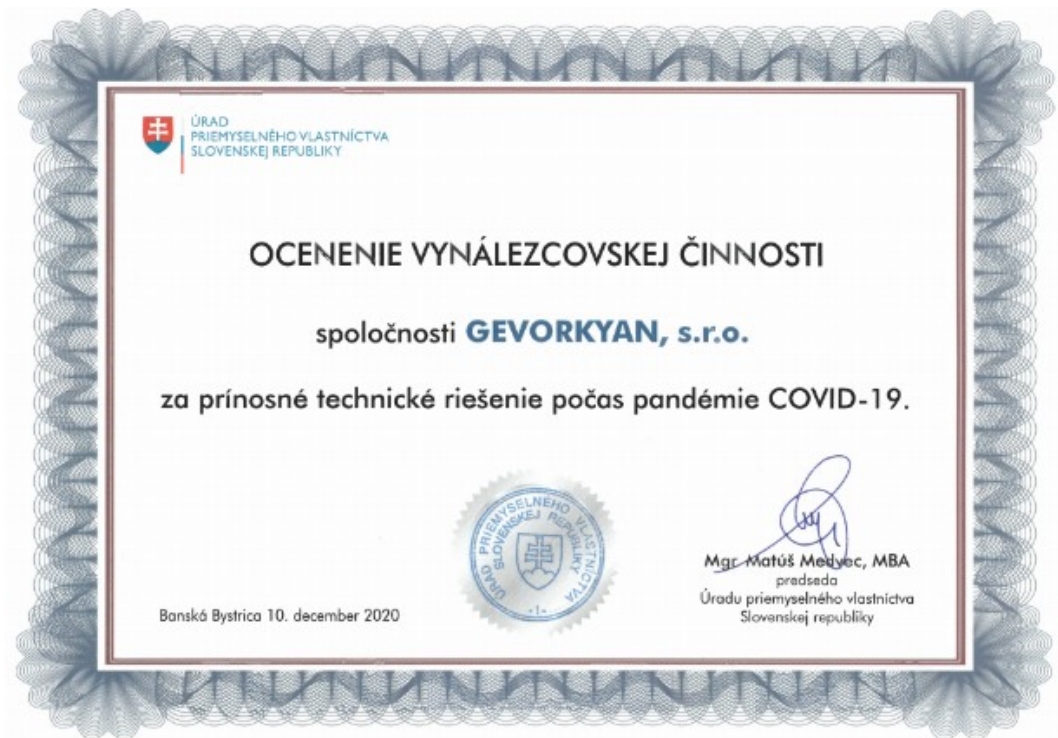 ÚRAD
PRIEMYSELNÉHO VLASTNÍCTVA
SLOVENSKEJ REPUBLIKY
OCENENIE VYNÁLEZCOVSKEJ ČINNOSTI
spoločnosti GEVORKYAN, s.r.o.
za prínosné technické riešenie počas pandémie COVID-19.
ÚRAD PRIEMYSELNÉHO VLASTNÍCTVA
SLOVENSKEJ REPUBLIKY
-1-
Mgr. Matúš Medvec, MBA
predseda
Úradu priemyselného vlastníctva
Slovenskej republiky
Banská Bystrica 10. december 2020